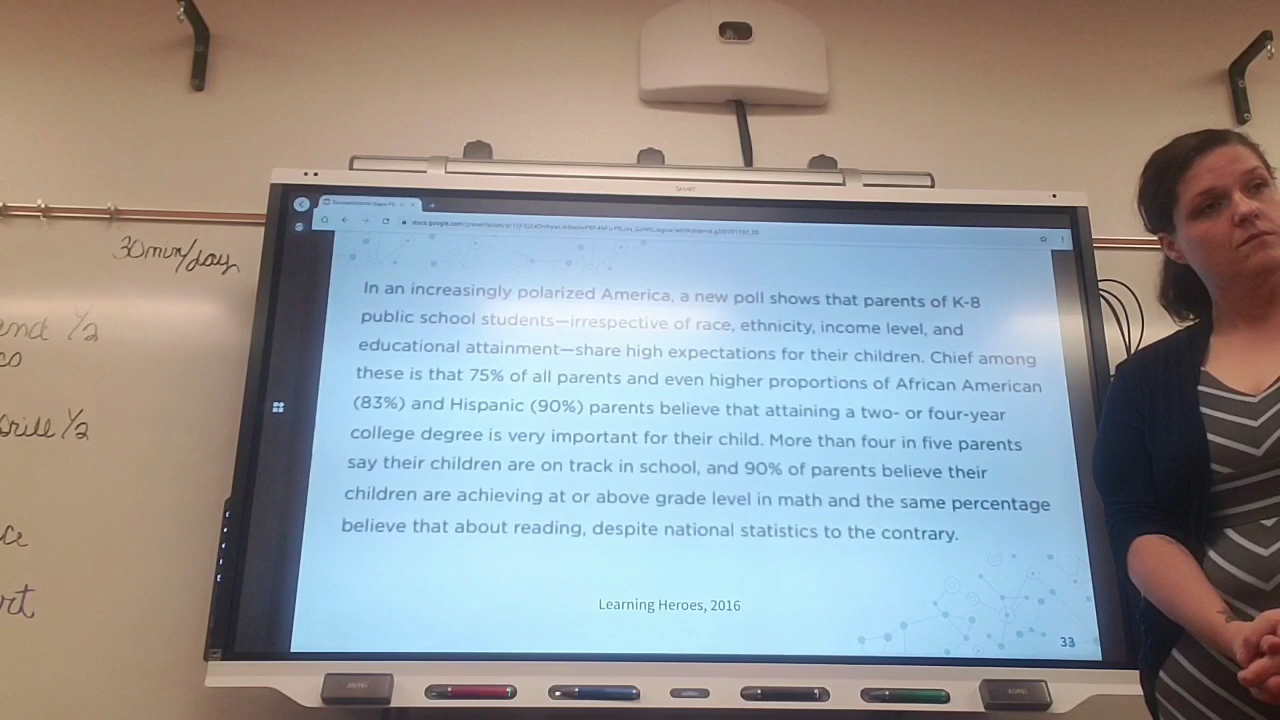 SMART
30min/day
and 1/2
In an increasingly polarized America, a new poll shows that parents of K-8
public school students—irrespective of race, ethnicity, income level, and
educational attainment—share high expectations for their children. Chief among
these is that 75% of all parents and even higher proportions of African American
(83%) and Hispanic (90%) parents believe that attaining a two- or four-year
college degree is very important for their child. More than four in five parents
say their children are on track in school, and 90% of parents believe their
children are achieving at or above grade level in math and the same percentage
believe that about reading, despite national statistics to the contrary.
Learning Heroes, 2016
33